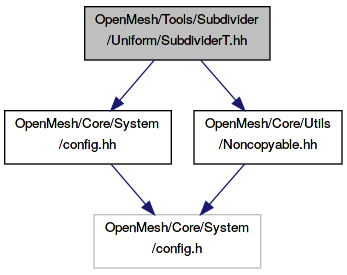 OpenMesh/Tools/Subdivider
/Uniform/SubdividerT.hh
OpenMesh/Core/System
/config.hh
OpenMesh/Core/Utils
/Noncopyable.hh
OpenMesh/Core/System
/config.h